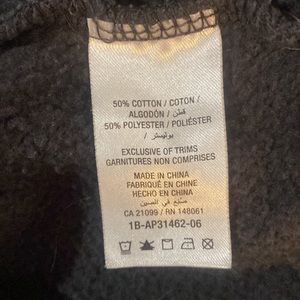 50% COTTON / COTON /
ALGODÓN / قطن
50% POLYESTER / POLIÉSTER
/ بوليستر
EXCLUSIVE OF TRIMS
GARNITURES NON COMPRISES
MADE IN CHINA
FABRIQUÉ EN CHINE
HECHO EN CHINA
صنع في الصين
CA 21099 / RN 148061
1B-AP31462-06